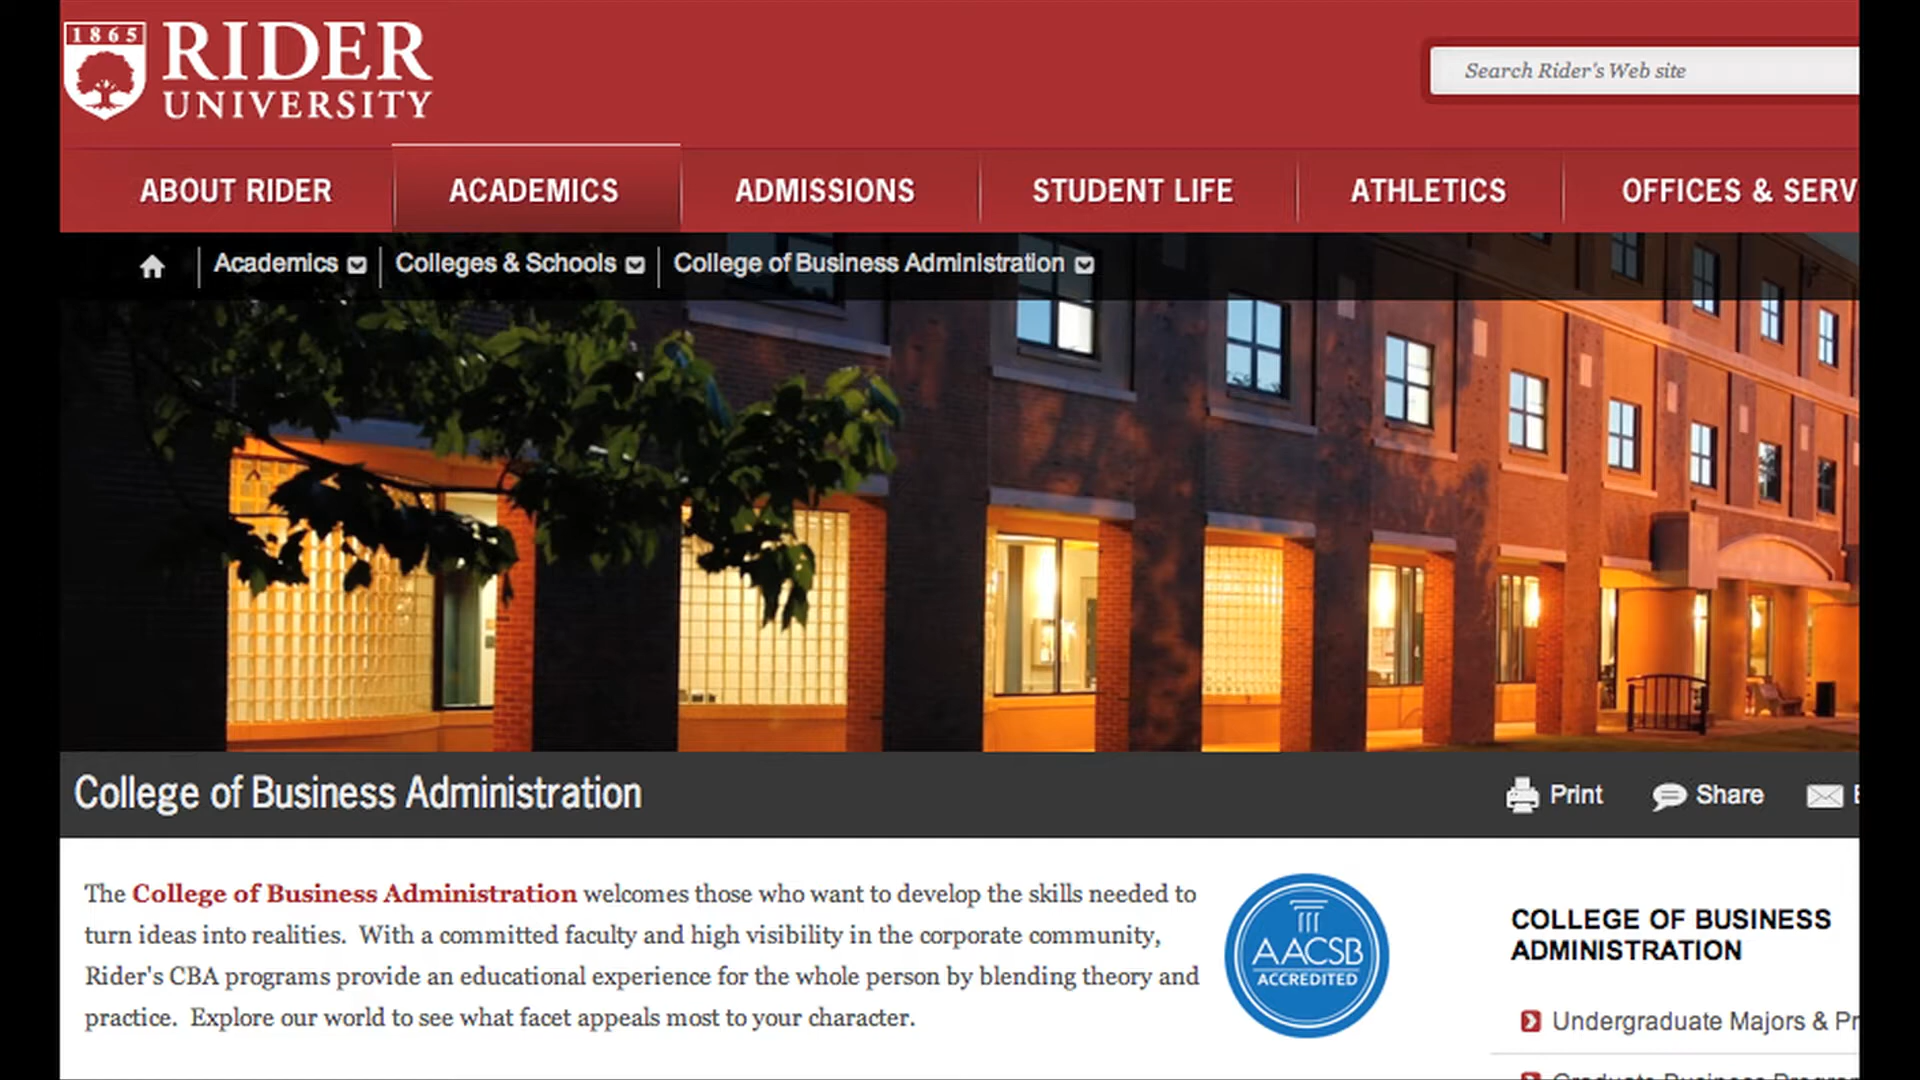 1865
RIDER
UNIVERSITY
Search Rider's Web site
ABOUT RIDER
ACADEMICS
ADMISSIONS
STUDENT LIFE
ATHLETICS
OFFICES & SERV
Academics
Colleges & Schools
College of Business Administration
College of Business Administration
Print
Share
The College of Business Administration welcomes those who want to develop the skills needed to
turn ideas into realities.  With a committed faculty and high visibility in the corporate community,
Rider's CBA programs provide an educational experience for the whole person by blending theory and
practice.  Explore our world to see what facet appeals most to your character.
AACSB
ACCREDITED
COLLEGE OF BUSINESS
ADMINISTRATION
Undergraduate Majors & Pr
Graduate Business Program